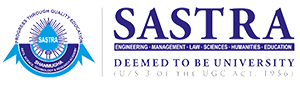 PROGRESS THROUGH QUALITY EDUCATION
SASTRA
SHANMUGHA
SASTRA
ENGINEERING · MANAGEMENT · LAW · SCIENCES · HUMANITIES · EDUCATION
DEEMED TO BE UNIVERSITY
(U/S 3 OF THE UGC ACT, 1956)